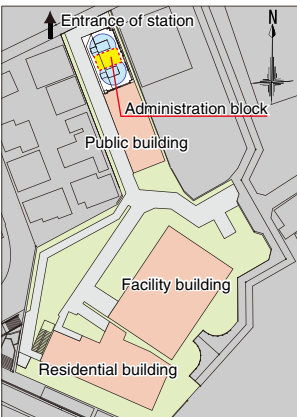 Entrance of station
N
Administration block
Public building
Facility building
Residential building